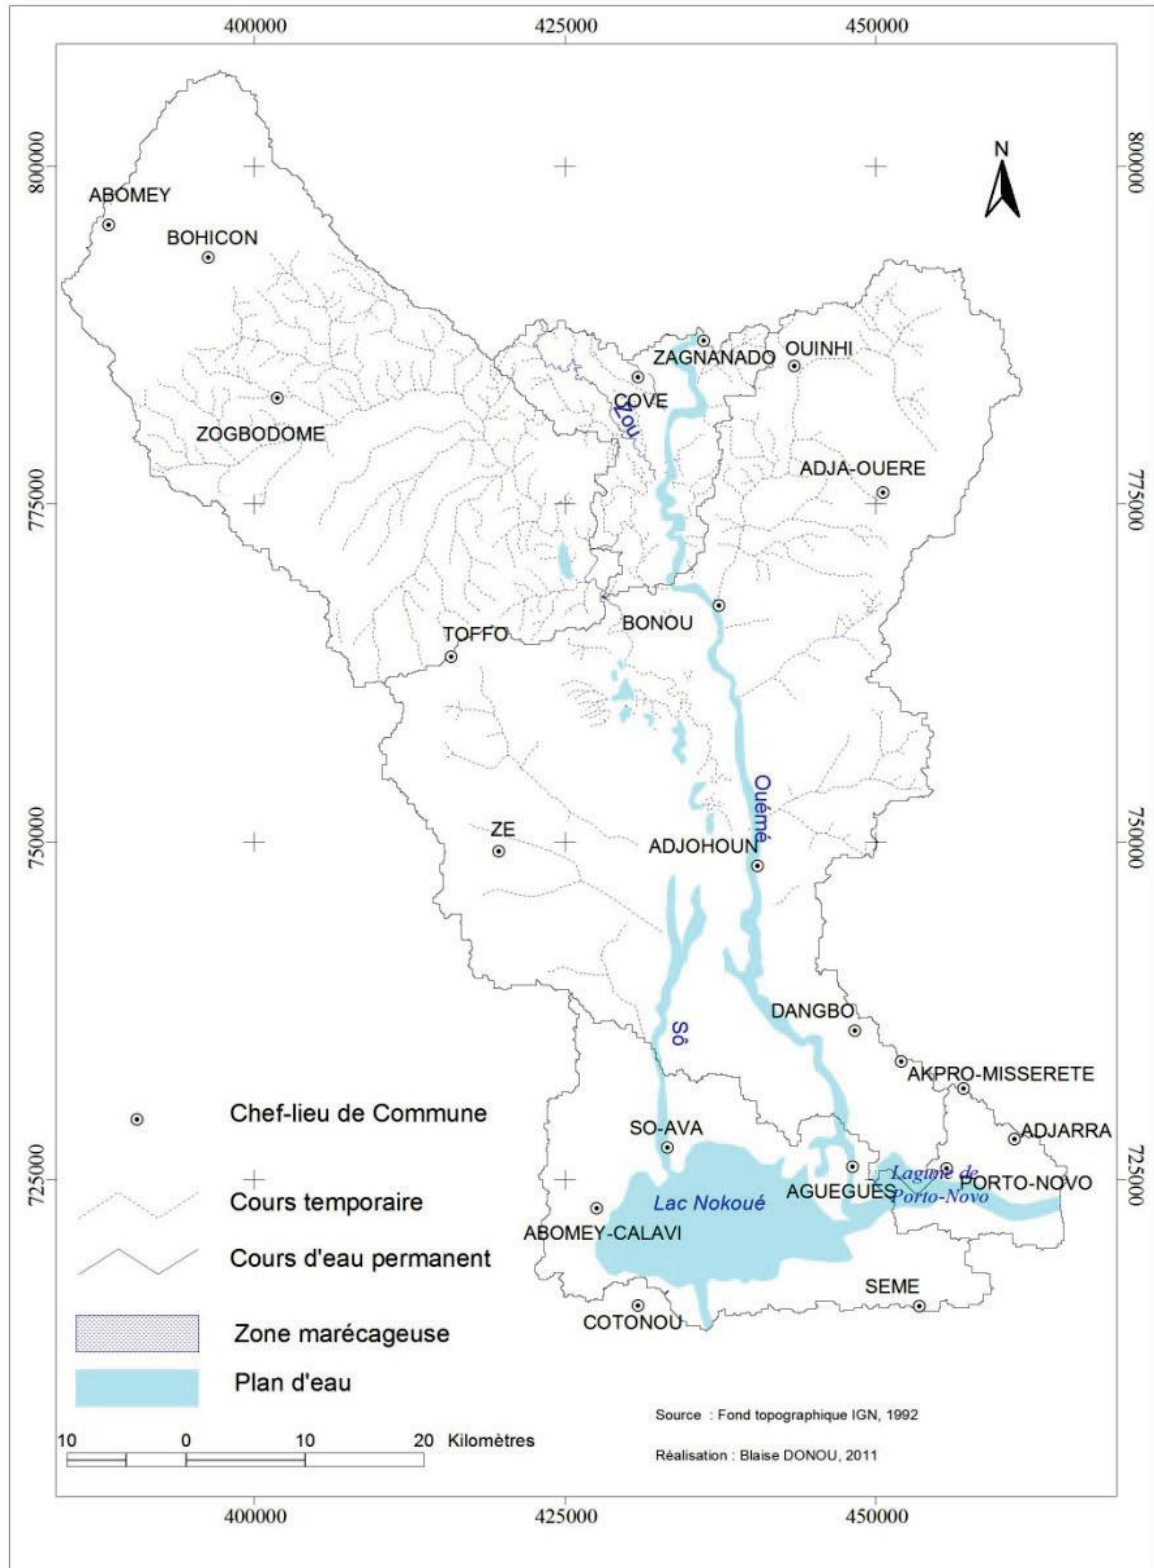 400000
425000
450000
800000
800000
N
ABOMEY
BOHICON
ZAGNANADO
OUINHI
COVE
Zou
ZOGBODOME
ADJA-OUERE
775000
775000
BONOU
TOFFO
Ouémé
ZE
ADJOHOUN
750000
750000
DANGBO
Sô
AKPRO-MISSERETE
Chef-lieu de Commune
SO-AVA
ADJARRA
725000
725000
Lagune de
Porto-Novo
PORTO-NOVO
AGUEGUES
Lac Nokoué
Cours temporaire
ABOMEY-CALAVI
Cours d'eau permanent
SEME
COTONOU
Zone marécageuse
Plan d'eau
Source : Fond topographique IGN, 1992
10 0 10 20 Kilomètres
Réalisation : Blaise DONOU, 2011
400000
425000
450000